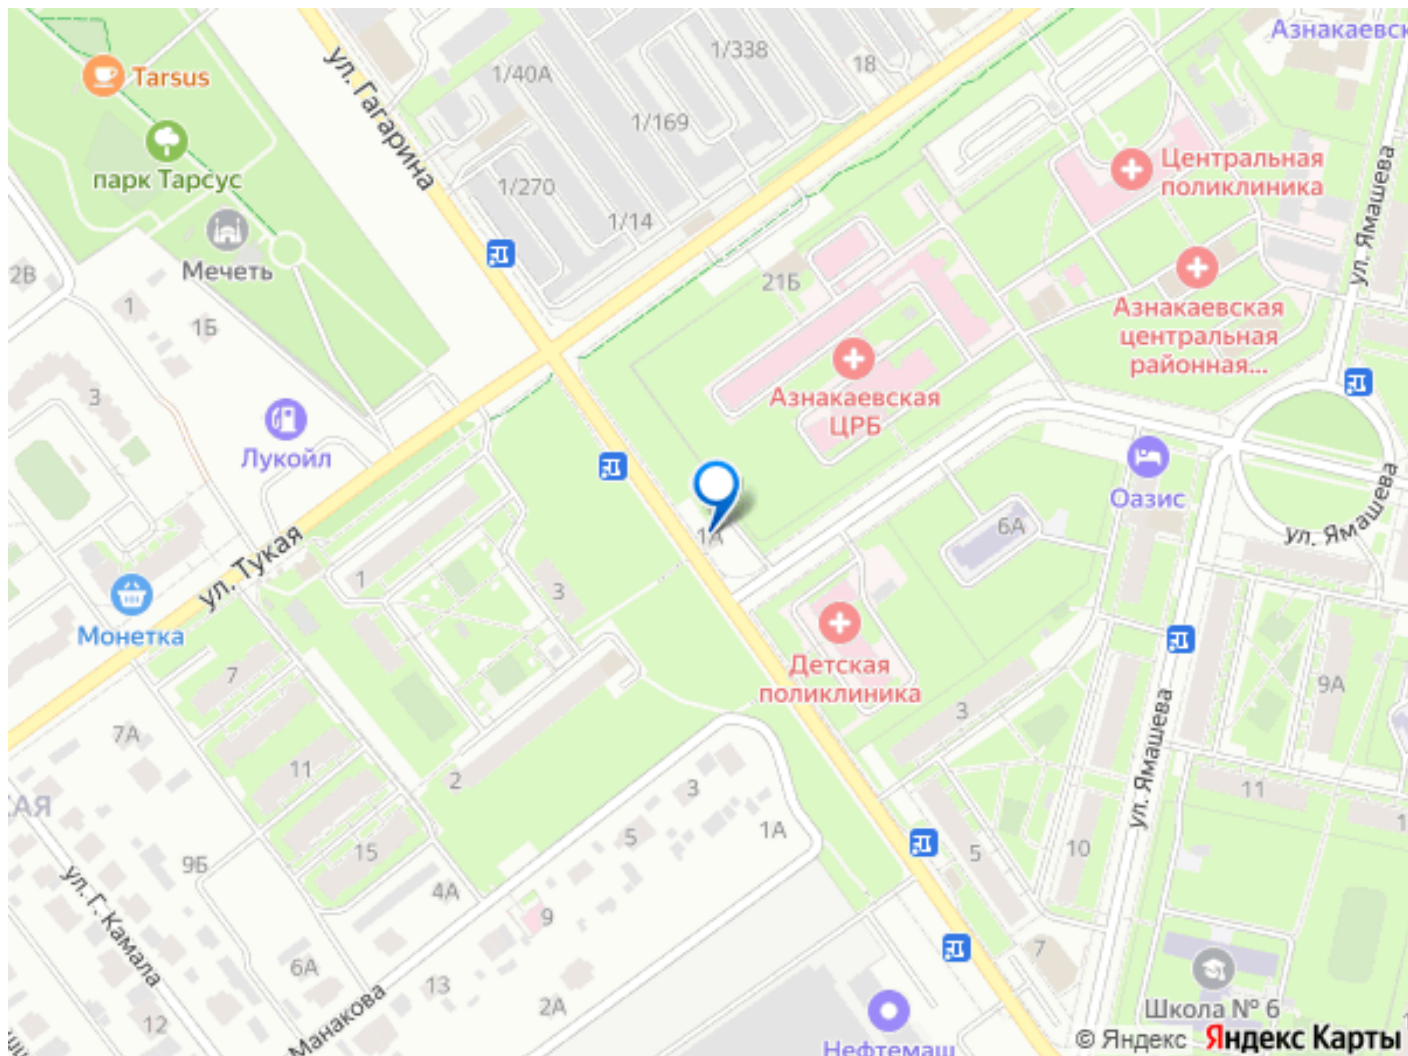 Азнакаевск
Tarsus
ул. Гагарина
1/338
18
1/40А
1/169
парк Тарсус
1/270
1/14
Центральная
поликлиника
ул. Ямашева
Мечеть
2В
1
1Б
21Б
Азнакаевская
центральная
районная...
3
Лукойл
Азнакаевская
ЦРБ
Оазис
ул. Ямашева
1А
6А
ул. Тукая
1
3
Монетка
Детская
поликлиника
7
3
9А
7А
11
2
3
ул. Ямашева
11
КАЯ
5
1А
15
9Б
4А
5
10
ул. Г. Камала
9
6А
13
2А
7
12
Манакова
Школа № 6
Нефтемаш
© Яндекс Яндекс Карты